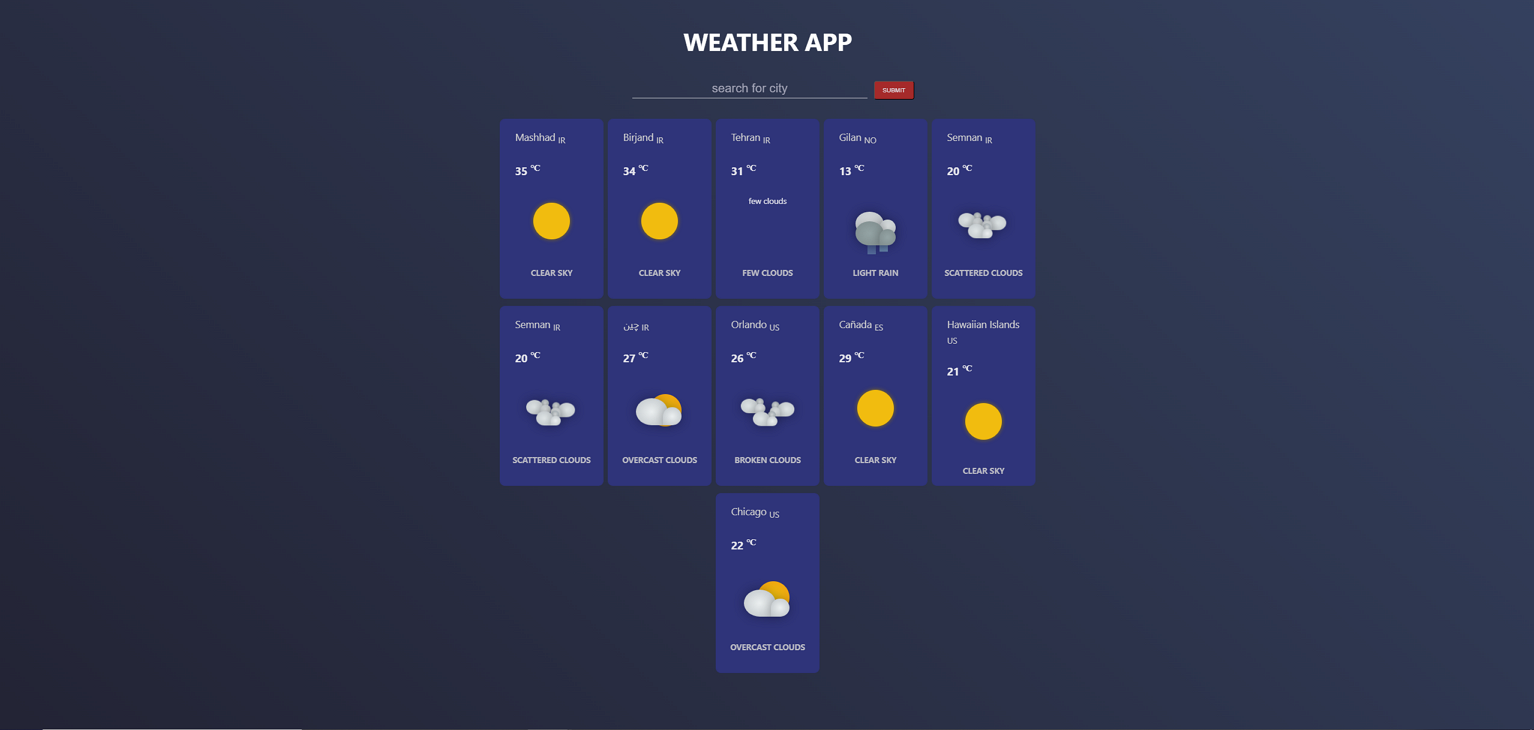 WEATHER APP
search for city
SUBMIT
Mashhad IR
35 °C
CLEAR SKY
Birjand IR
34 °C
CLEAR SKY
Tehran IR
31 °C
few clouds
FEW CLOUDS
Gilan NO
13 °C
LIGHT RAIN
Semnan IR
20 °C
SCATTERED CLOUDS
Semnan IR
20 °C
SCATTERED CLOUDS
IR
27 °C
OVERCAST CLOUDS
Orlando US
26 °C
BROKEN CLOUDS
Cañada ES
29 °C
CLEAR SKY
Hawaiian Islands
US
21 °C
CLEAR SKY
Chicago US
22 °C
OVERCAST CLOUDS